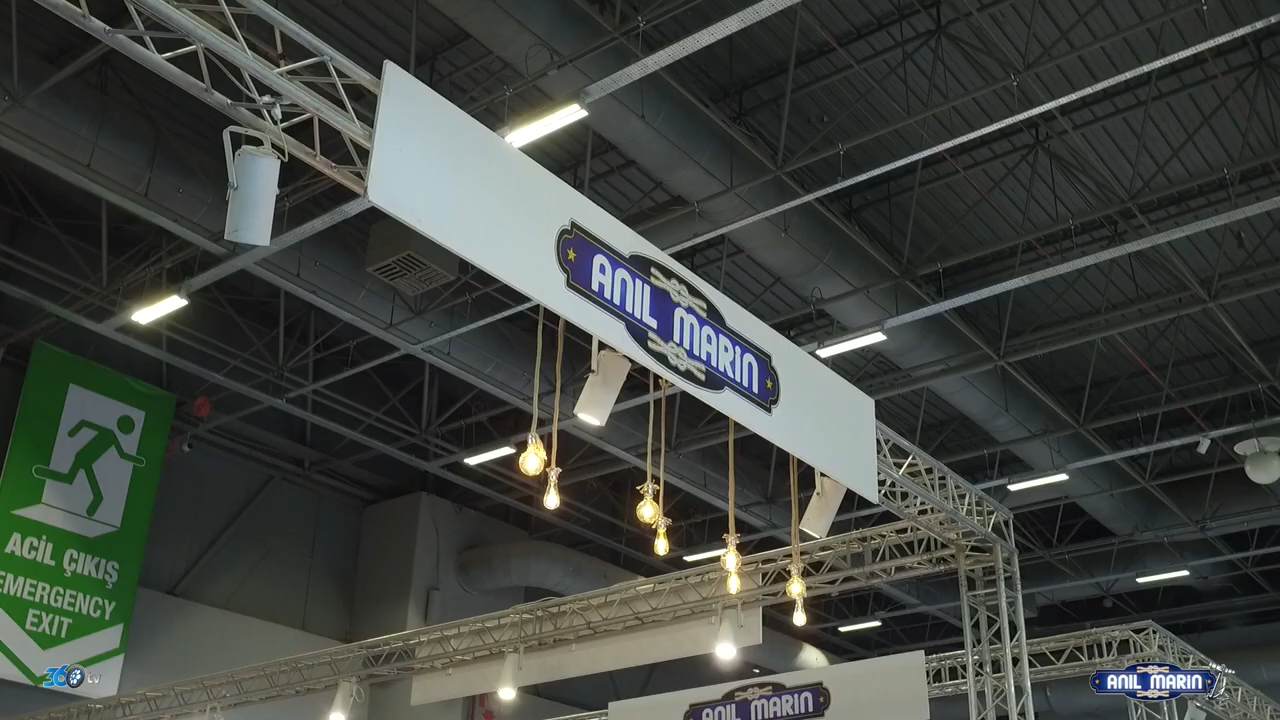 ANIL MARIN
ACİL ÇIKIŞ
EMERGENCY
EXIT
ANIL MARIN
360 tv
ANIL MARIN